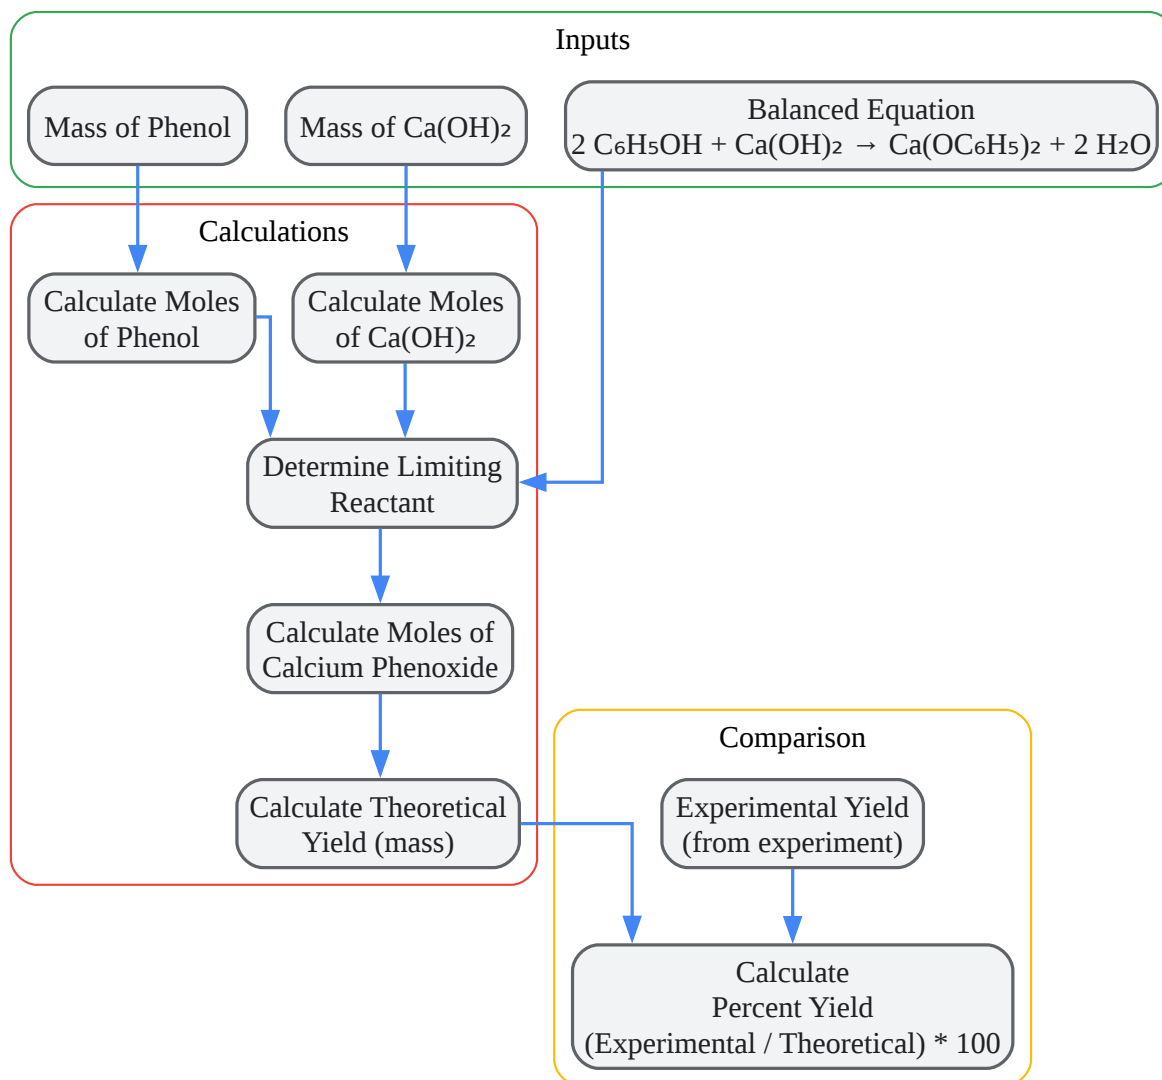 Inputs
Mass of Phenol
Mass of Ca(OH)₂
Balanced Equation
2 C₆H₅OH + Ca(OH)₂ → Ca(OC₆H₅)₂ + 2 H₂O
Calculations
Calculate Moles
of Phenol
Calculate Moles
of Ca(OH)₂
Determine Limiting
Reactant
Calculate Moles of
Calcium Phenoxide
Calculate Theoretical
Yield (mass)
Comparison
Experimental Yield
(from experiment)
Calculate
Percent Yield
(Experimental / Theoretical) * 100